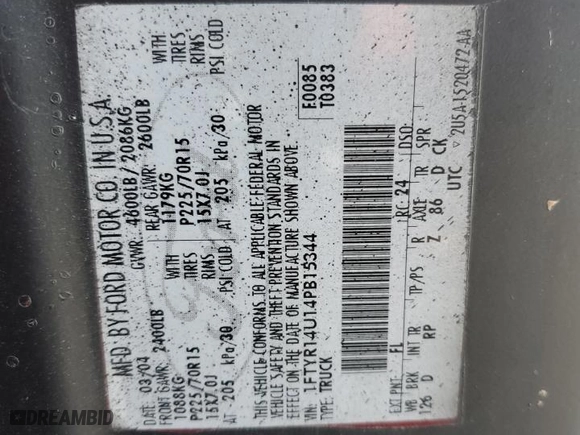 MFD. BY FORD MOTOR CO. IN U.S.A.
DATE: 03/04 GVWR: 4600LB/ 2086KG
FRONT GAWR: 2400LB REAR GAWR: 2600LB
1088KG WITH 1179KG WITH
P225/70R15 TIRES P225/70R15 TIRES
15X7.0J RIMS 15X7.0J RIMS
AT 205 kPa/30 PSI COLD AT 205 kPa/30 PSI COLD
THIS VEHICLE CONFORMS TO ALL APPLICABLE FEDERAL MOTOR
VEHICLE SAFETY AND THEFT PREVENTION STANDARDS IN
EFFECT ON THE DATE OF MANUFACTURE SHOWN ABOVE.
VIN: 1FTYR14U14PB15344
TYPE: TRUCK
F0085
T0383
EXT PNT: FL RC: 24 DSO:
WB BRK INT TR TP/PS R AXLE TR SPR
126 D RP Z 86 D CK
UTC
2U5A-1520472-AA
DREAMBID